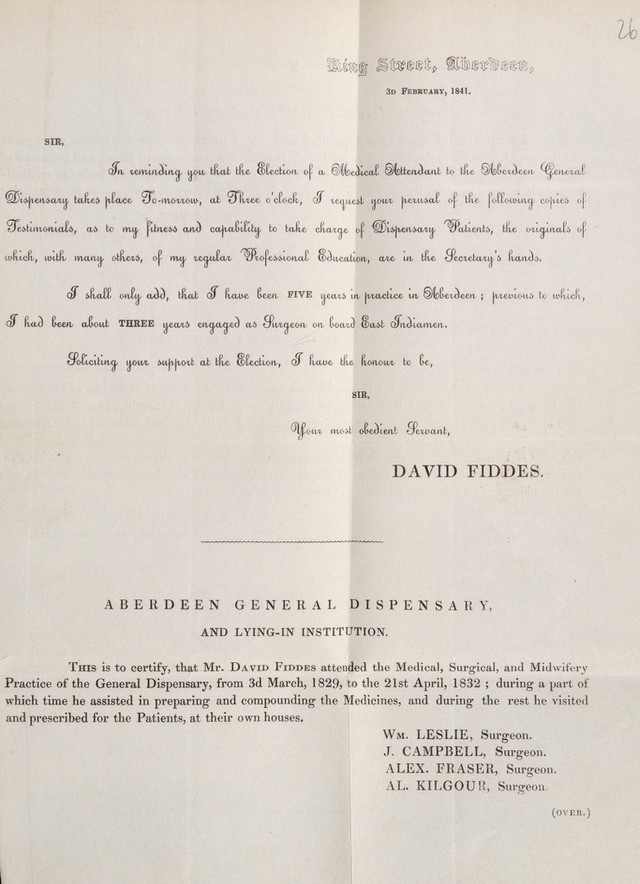 26
King Street, Aberdeen,
3D FEBRUARY, 1841.
SIR,
In reminding you that the Election of a Medical Attendant to the Aberdeen General
Dispensary takes place To-morrow, at Three o'clock, I request your perusal of the following copies of
Testimonials, as to my fitness and capability to take charge of Dispensary Patients, the originals of
which, with many others, of my regular Professional Education, are in the Secretary's hands.
I shall only add, that I have been FIVE years in practice in Aberdeen ; previous to which,
I had been about THREE years engaged as Surgeon on board East Indiamen.
Soliciting your support at the Election, I have the honour to be,
SIR,
Your most obedient Servant,
DAVID FIDDES.
ABERDEEN GENERAL DISPENSARY,
AND LYING-IN INSTITUTION.
THIS is to certify, that Mr. DAVID FIDDES attended the Medical, Surgical, and Midwifery
Practice of the General Dispensary, from 3d March, 1829, to the 21st April, 1832 ; during a part of
which time he assisted in preparing and compounding the Medicines, and during the rest he visited
and prescribed for the Patients, at their own houses.
WM. LESLIE, Surgeon.
J. CAMPBELL, Surgeon.
ALEX. FRASER, Surgeon.
AL. KILGOUR, Surgeon.
(OVER.)